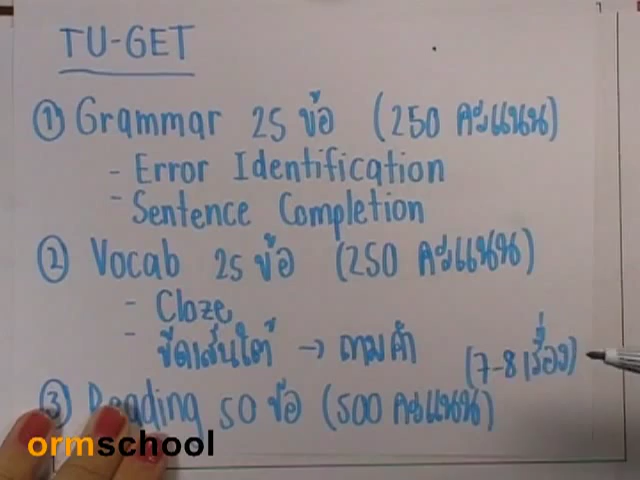 TU-GET
① Grammar 25 ข้อ (250 คะแนน)
- Error Identification
- Sentence Completion
② Vocab 25 ข้อ (250 คะแนน)
- Cloze
- ขีดเส้นใต้ → ถามคำ
(7-8 เรื่อง)
③ Reading 50 ข้อ (500 คะแนน)
ormschool